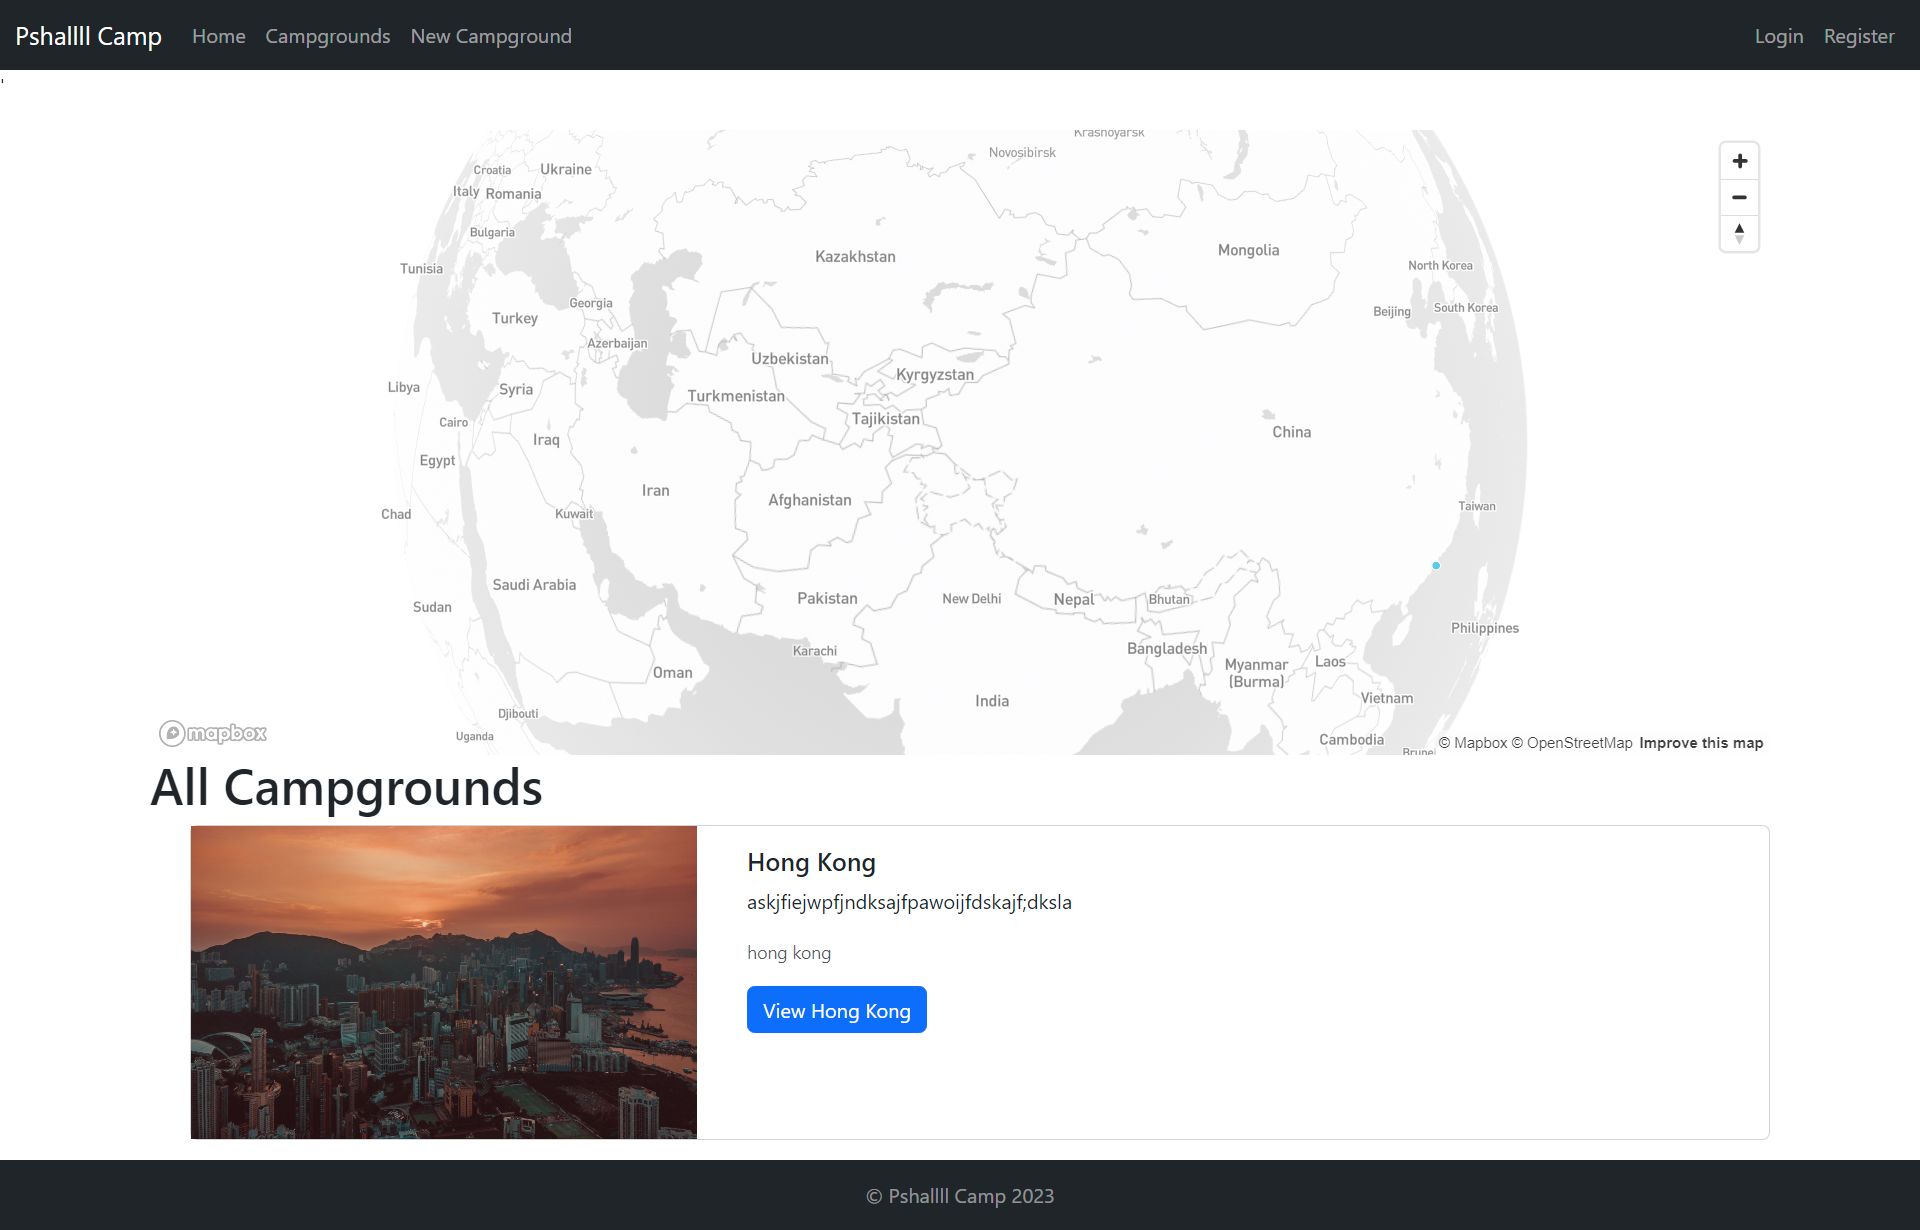 Pshallll Camp Home Campgrounds New Campground Login Register
'
Krasnoyarsk
Novosibirsk
Croatia Ukraine
Italy Romania
Bulgaria
Mongolia
Kazakhstan
Tunisia North Korea
Georgia
Beijing South Korea
Turkey
Azerbaijan
Uzbekistan
Kyrgyzstan
Libya Syria
Turkmenistan
Tajikistan
Cairo
China
Iraq
Egypt
Iran
Afghanistan
Taiwan
Chad Kuwait
Saudi Arabia
Pakistan New Delhi Nepal Bhutan
Sudan
Philippines
Karachi Bangladesh
Myanmar
(Burma)
Laos
Oman
India Vietnam
Djibouti
Uganda Cambodia
Brune
mapbox © Mapbox © OpenStreetMap Improve this map
All Campgrounds
Hong Kong
askjfiejwpfjndksajfpawoijfdskajf;dksla
hong kong
View Hong Kong
© Pshallll Camp 2023